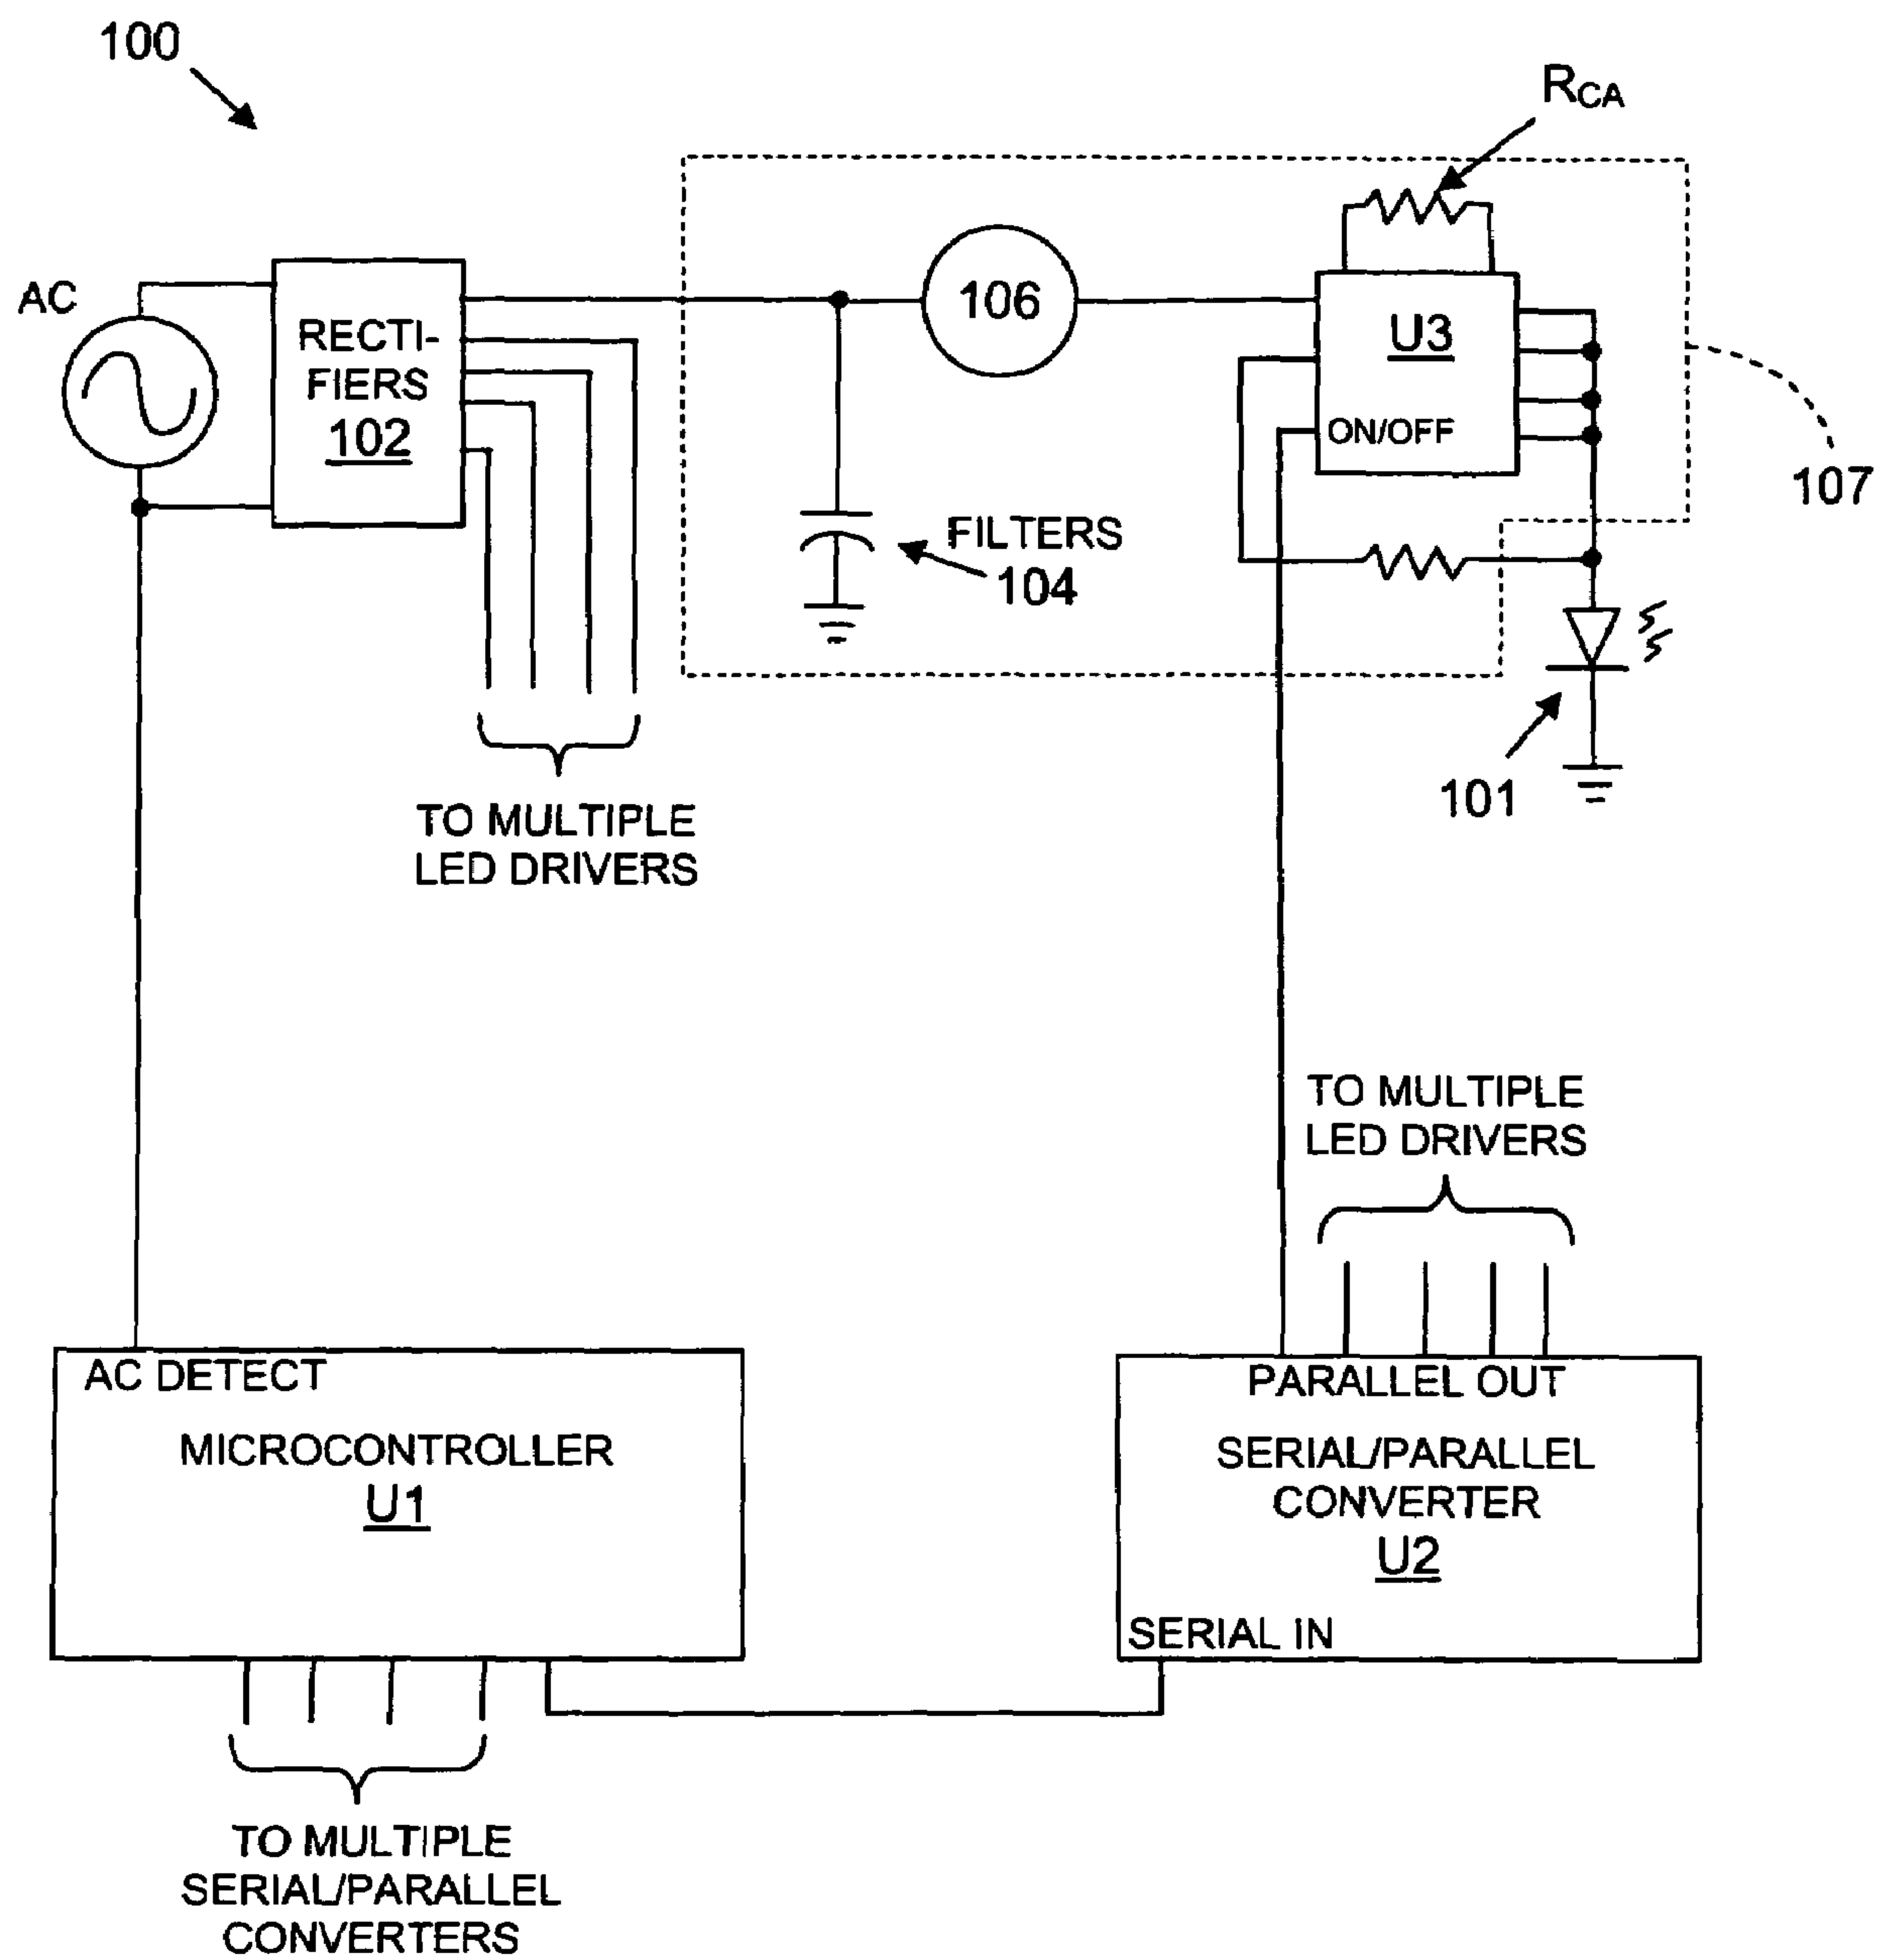 100
R_CA
AC
RECTI-
FIERS
102
106
U3
ON/OFF
107
FILTERS
104
101
TO MULTIPLE
LED DRIVERS
TO MULTIPLE
LED DRIVERS
AC DETECT
MICROCONTROLLER
U1
PARALLEL OUT
SERIAL/PARALLEL
CONVERTER
U2
SERIAL IN
TO MULTIPLE
SERIAL/PARALLEL
CONVERTERS